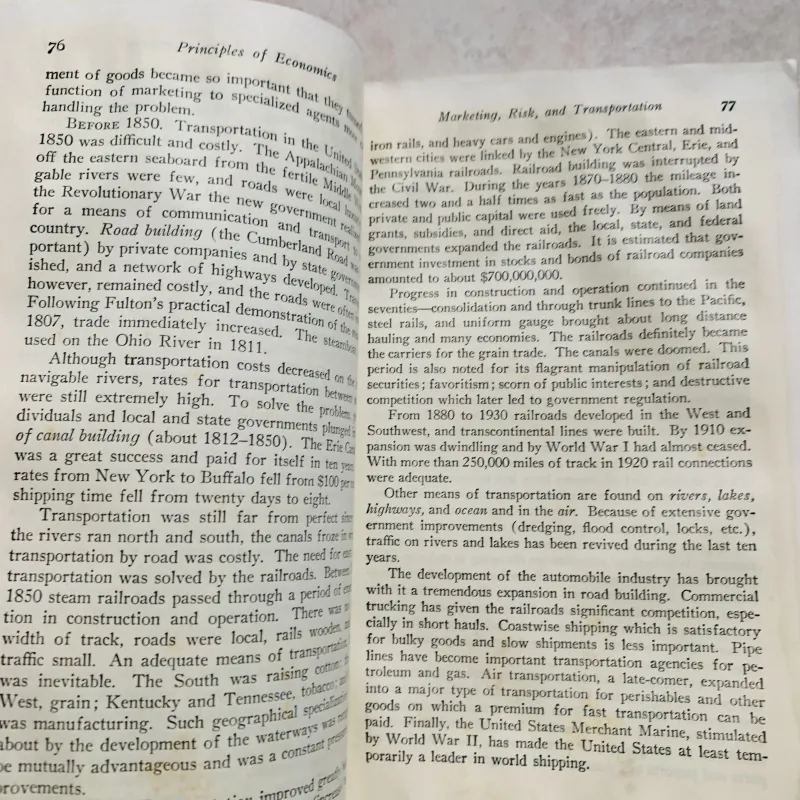 76
Principles of Economics
ment of goods became so important that they
function of marketing to specialized agents
handling the problem.
BEFORE 1850. Transportation in the United
1850 was difficult and costly. The Appalachian
off the eastern seaboard from the fertile Middle
gable rivers were few, and roads were local
the Revolutionary War the new government
for a means of communication and transport
country. Road building (the Cumberland Road was
portant) by private companies and by state
ished, and a network of highways developed.
however, remained costly, and the roads were often
Following Fulton's practical demonstration of the
1807, trade immediately increased. The
used on the Ohio River in 1811.
Although transportation costs decreased on the
navigable rivers, rates for transportation between
were still extremely high. To solve the problem,
dividuals and local and state governments plunged
of canal building (about 1812–1850). The Erie
was a great success and paid for itself in ten
rates from New York to Buffalo fell from $100 per
shipping time fell from twenty days to eight.
Transportation was still far from perfect
the rivers ran north and south, the canals froze in
transportation by road was costly. The need for
transportation was solved by the railroads.
1850 steam railroads passed through a period of
tion in construction and operation. There was
width of track, roads were local, rails wooden,
traffic small. An adequate means of transportation
was inevitable. The South was raising cotton;
West, grain; Kentucky and Tennessee, tobacco;
was manufacturing. Such geographical
about by the development of the waterways was
be mutually advantageous and was a constant
provements.
improved
Marketing, Risk, and Transportation
77
iron rails, and heavy cars and engines). The eastern and mid-
western cities were linked by the New York Central, Erie, and
Pennsylvania railroads. Railroad building was interrupted by
the Civil War. During the years 1870–1880 the mileage in-
creased two and a half times as fast as the population. Both
private and public capital were used freely. By means of land
grants, subsidies, and direct aid, the local, state, and federal
governments expanded the railroads. It is estimated that gov-
ernment investment in stocks and bonds of railroad companies
amounted to about $700,000,000.
Progress in construction and operation continued in the
seventies—consolidation and through trunk lines to the Pacific,
steel rails, and uniform gauge brought about long distance
hauling and many economies. The railroads definitely became
the carriers for the grain trade. The canals were doomed. This
period is also noted for its flagrant manipulation of railroad
securities; favoritism; scorn of public interests; and destructive
competition which later led to government regulation.
From 1880 to 1930 railroads developed in the West and
Southwest, and transcontinental lines were built. By 1910 ex-
pansion was dwindling and by World War I had almost ceased.
With more than 250,000 miles of track in 1920 rail connections
were adequate.
Other means of transportation are found on rivers, lakes,
highways, and ocean and in the air. Because of extensive gov-
ernment improvements (dredging, flood control, locks, etc.),
traffic on rivers and lakes has been revived during the last ten
years.
The development of the automobile industry has brought
with it a tremendous expansion in road building. Commercial
trucking has given the railroads significant competition, espe-
cially in short hauls. Coastwise shipping which is satisfactory
for bulky goods and slow shipments is less important. Pipe
lines have become important transportation agencies for pe-
troleum and gas. Air transportation, a late-comer, expanded
into a major type of transportation for perishables and other
goods on which a premium for fast transportation can be
paid. Finally, the United States Merchant Marine, stimulated
by World War II, has made the United States at least tem-
porarily a leader in world shipping.